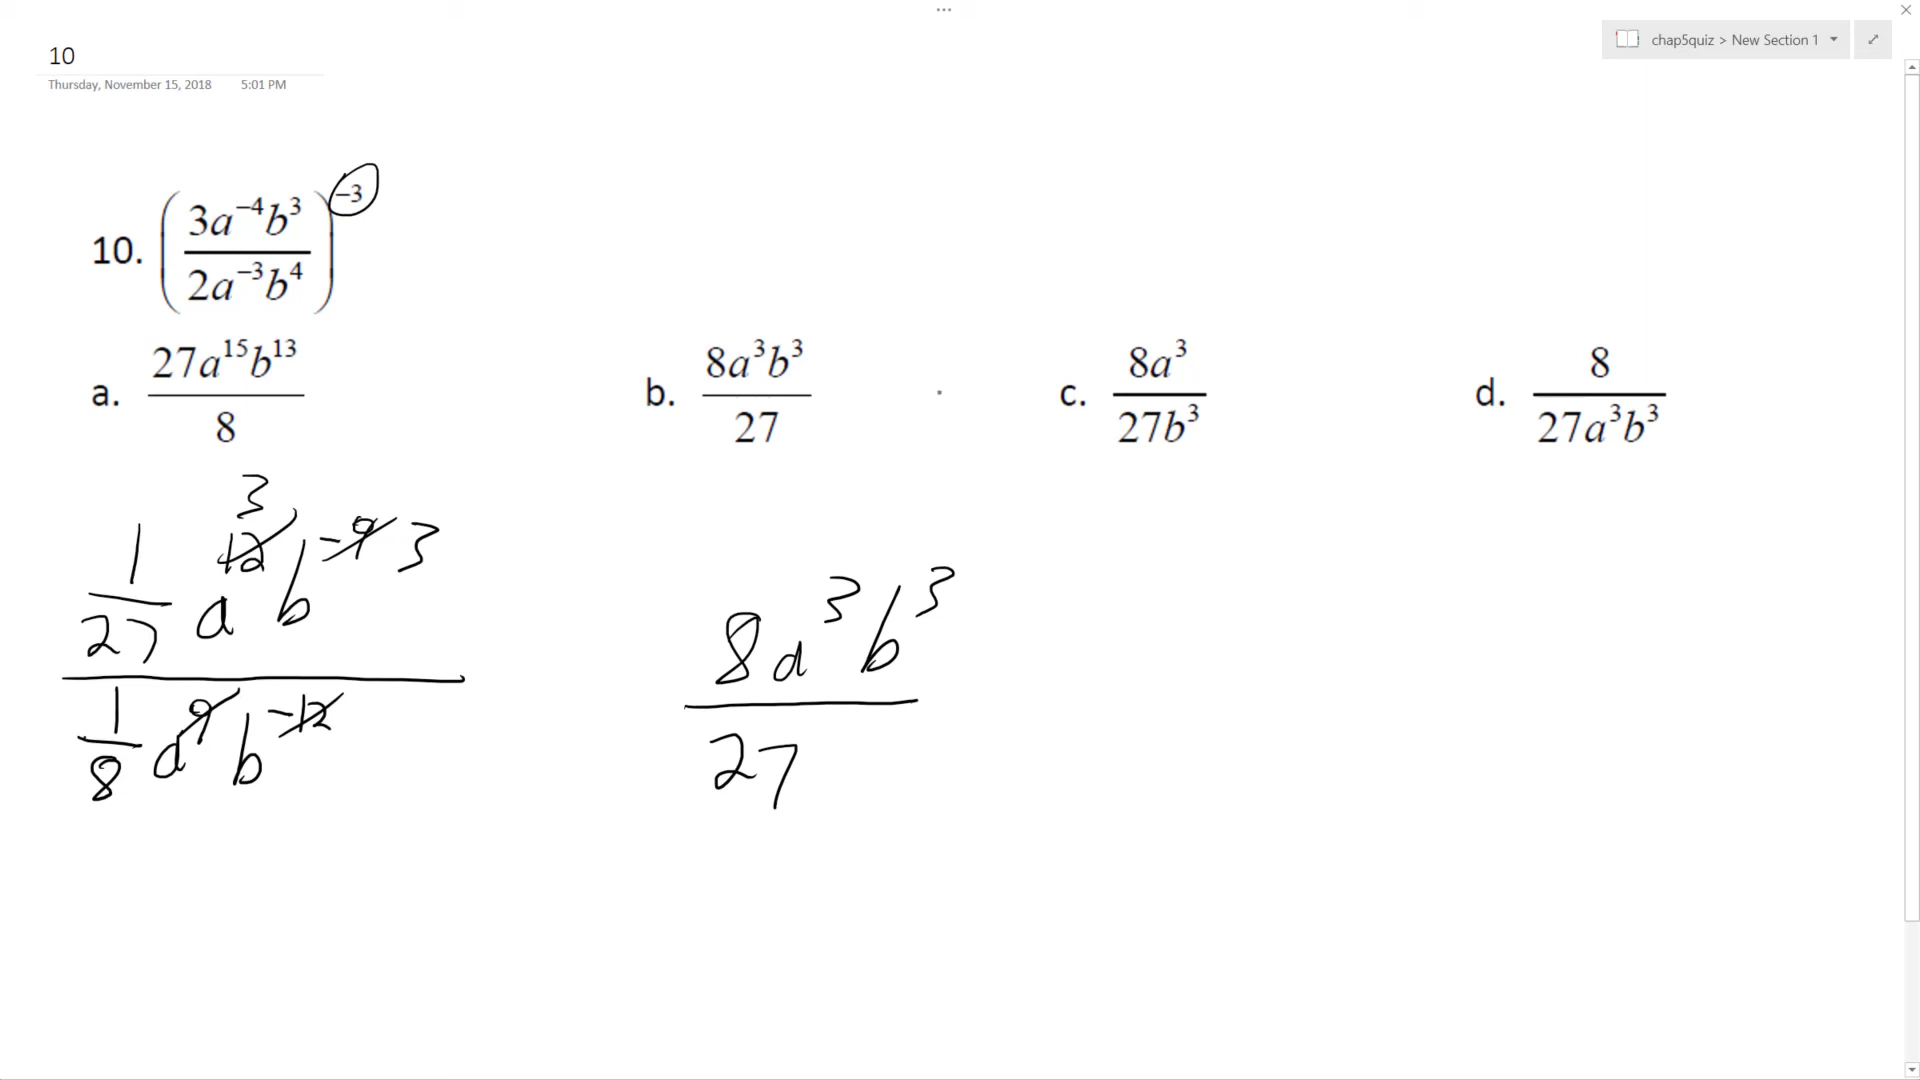 ...
chap5quiz > New Section 1
10
Thursday, November 15, 2018 5:01 PM
10. (3a⁻⁴b³ / 2a⁻³b⁴)⁻³
a. 27a¹⁵b¹³ / 8 b. 8a³b³ / 27 c. 8a³ / 27b³ d. 8 / 27a³b³
3
1/27 a¹² b⁻⁹ 3
1/8 a⁹ b⁻¹²
8a³b³ / 27